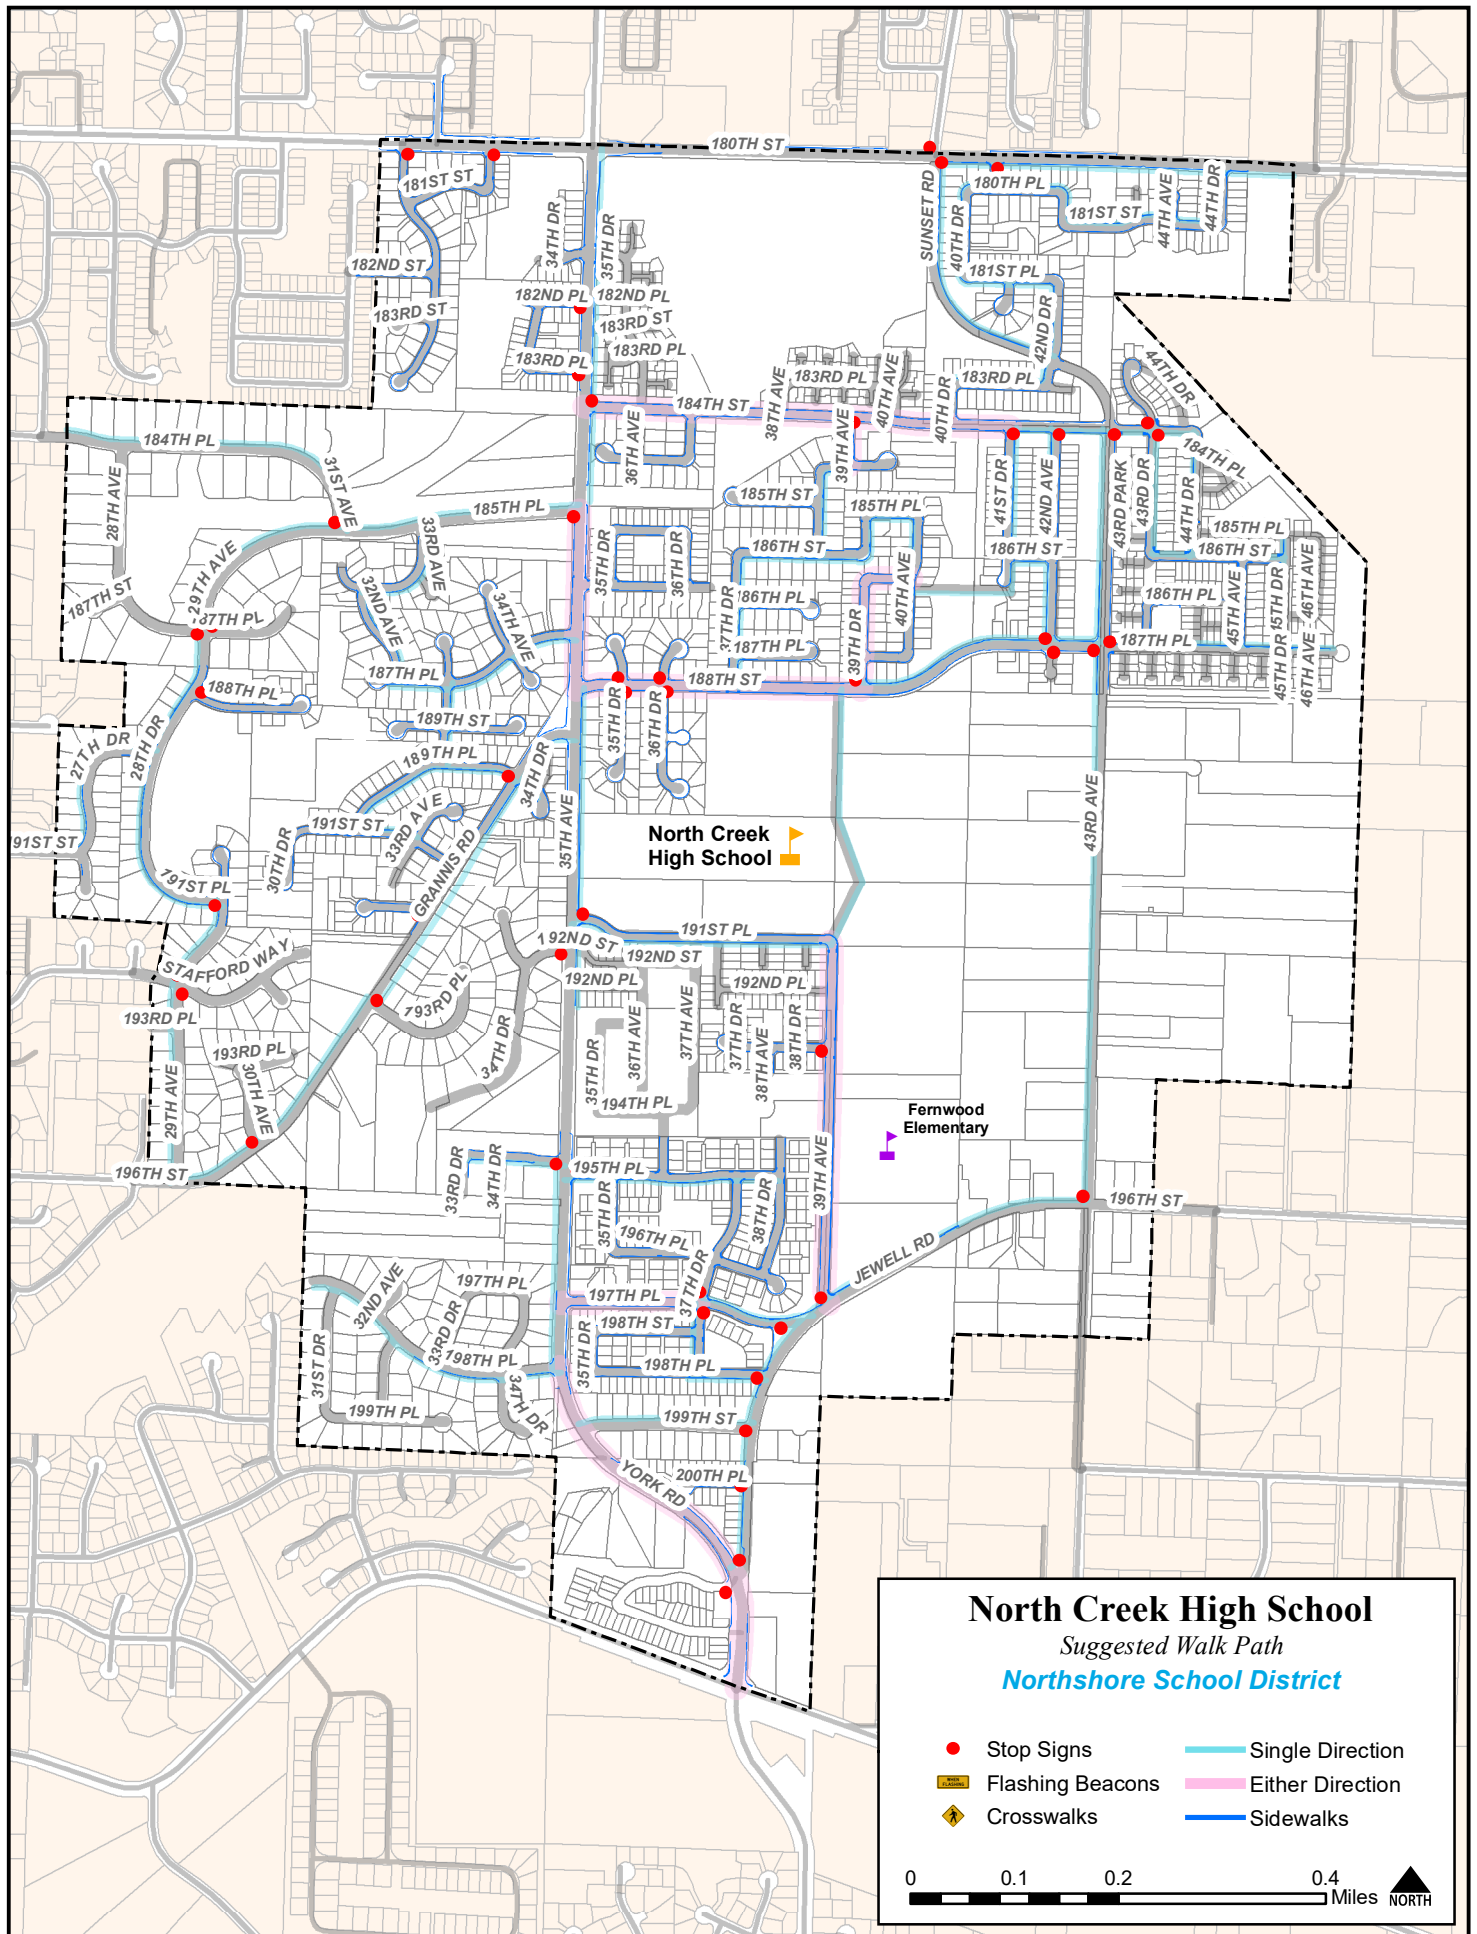 180TH ST
181ST ST
180TH PL
181ST ST
44TH AVE
44TH DR
SUNSET RD
40TH DR
34TH DR
35TH DR
182ND ST
181ST PL
182ND PL
182ND PL
183RD ST
183RD ST
42ND DR
183RD PL
183RD PL
183RD PL
183RD PL
44TH DR
38TH AVE
40TH AVE
40TH DR
184TH ST
36TH AVE
39TH AVE
184TH PL
184TH PL
28TH AVE
31ST AVE
41ST DR
42ND AVE
43RD PARK
43RD DR
44TH DR
185TH ST
185TH PL
185TH PL
185TH PL
33RD AVE
35TH DR
36TH DR
186TH ST
186TH ST
186TH ST
29TH AVE
187TH ST
87TH PL
32ND AVE
34TH AVE
37TH DR
86TH PL
40TH AVE
39TH DR
186TH PL
45TH AVE
15TH DR
46TH AVE
187TH PL
187TH PL
187TH PL
188TH PL
188TH ST
45TH DR
46TH AVE
27TH DR
28TH DR
189TH ST
35TH DR
36TH DR
189TH PL
34TH DR
191ST ST
33RD AVE
91ST ST
30TH DR
GRANNIS RD
35TH AVE
43RD AVE
North Creek
High School
191ST PL
191ST PL
192ND ST
192ND ST
STAFFORD WAY
192ND PL
192ND PL
193RD PL
193RD PL
193RD PL
30TH AVE
29TH AVE
34TH DR
35TH DR
36TH AVE
37TH AVE
37TH DR
38TH AVE
38TH DR
194TH PL
Fernwood
Elementary
196TH ST
33RD DR
34TH DR
195TH PL
35TH DR
38TH DR
39TH AVE
196TH ST
196TH PL
JEWELL RD
32ND AVE
197TH PL
197TH PL
37TH DR
31ST DR
33RD DR
198TH PL
198TH ST
35TH DR
198TH PL
199TH PL
34TH DR
199TH ST
YORK RD
200TH PL
North Creek High School
Suggested Walk Path
Northshore School District
Stop Signs
Single Direction
WHEN FLASHING
Flashing Beacons
Either Direction
Crosswalks
Sidewalks
0 0.1 0.2 0.4
Miles
NORTH